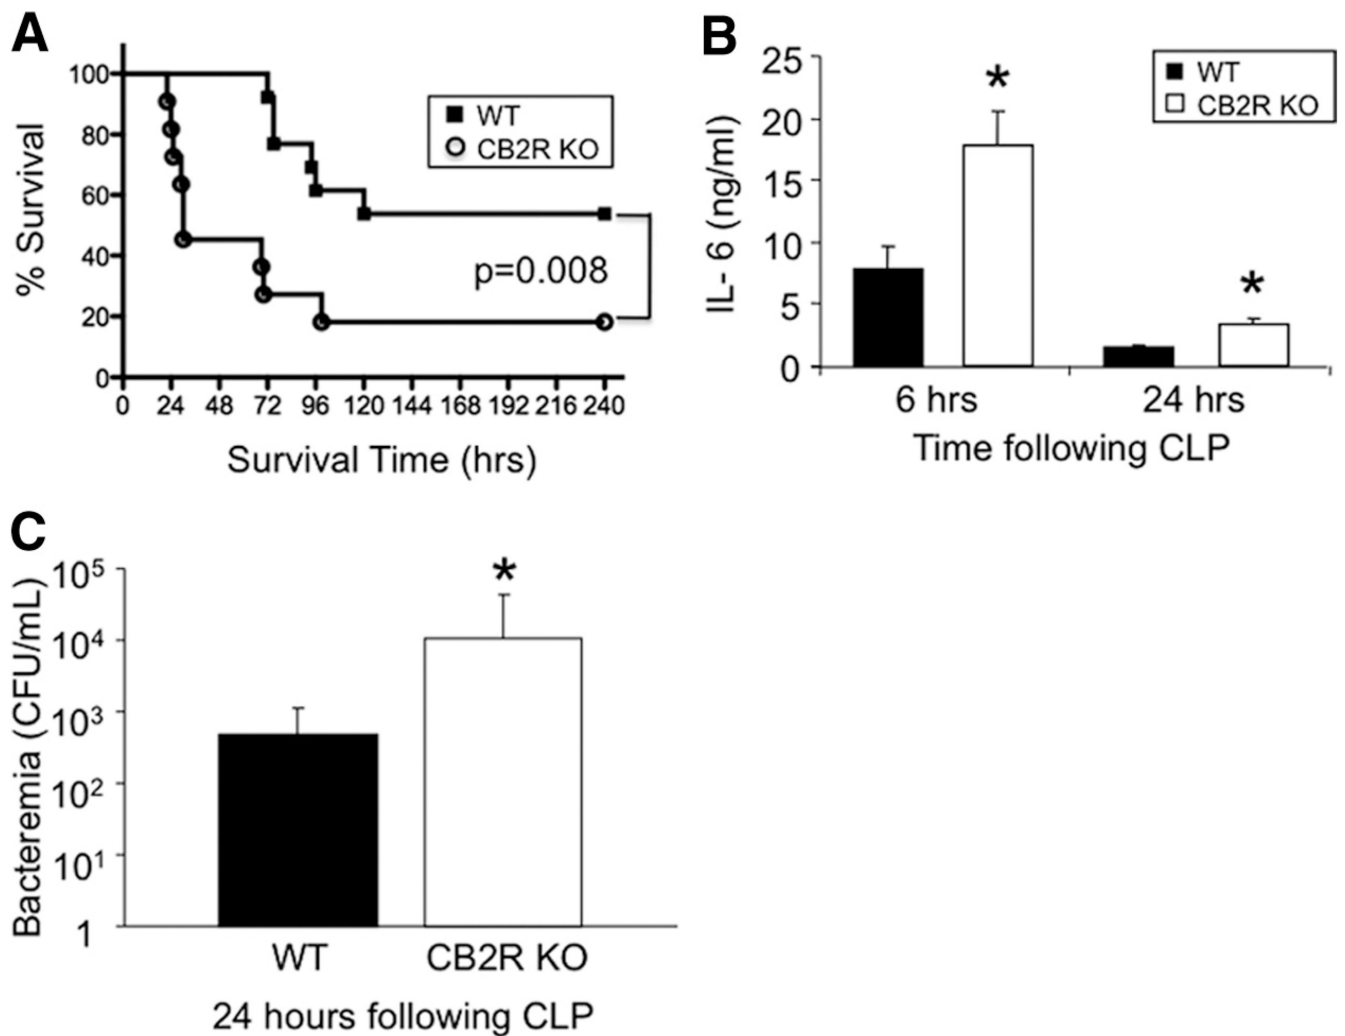 A
% Survival
100
80
60
40
20
0
WT
CB2R KO
p=0.008
0 24 48 72 96 120 144 168 192 216 240
Survival Time (hrs)
B
IL- 6 (ng/ml)
25
20
15
10
5
0
WT
CB2R KO
*
*
6 hrs 24 hrs
Time following CLP
C
Bacteremia (CFU/mL)
10⁵
10⁴
10³
10²
10¹
1
*
WT CB2R KO
24 hours following CLP